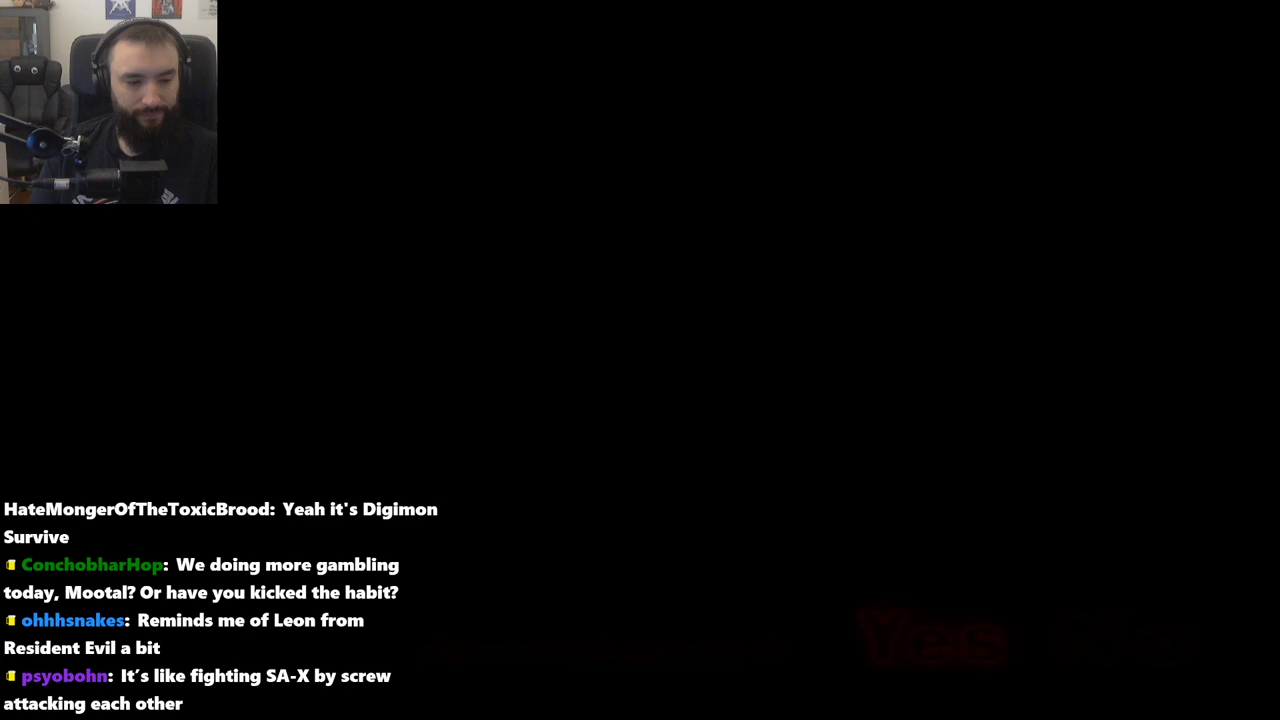 HateMongerOfTheToxicBrood: Yeah it's Digimon
Survive
ConchobharHop: We doing more gambling
today, Mootal? Or have you kicked the habit?
ohhhsnakes: Reminds me of Leon from
Resident Evil a bit
psyobohn: It's like fighting SA-X by screw
attacking each other
Yes